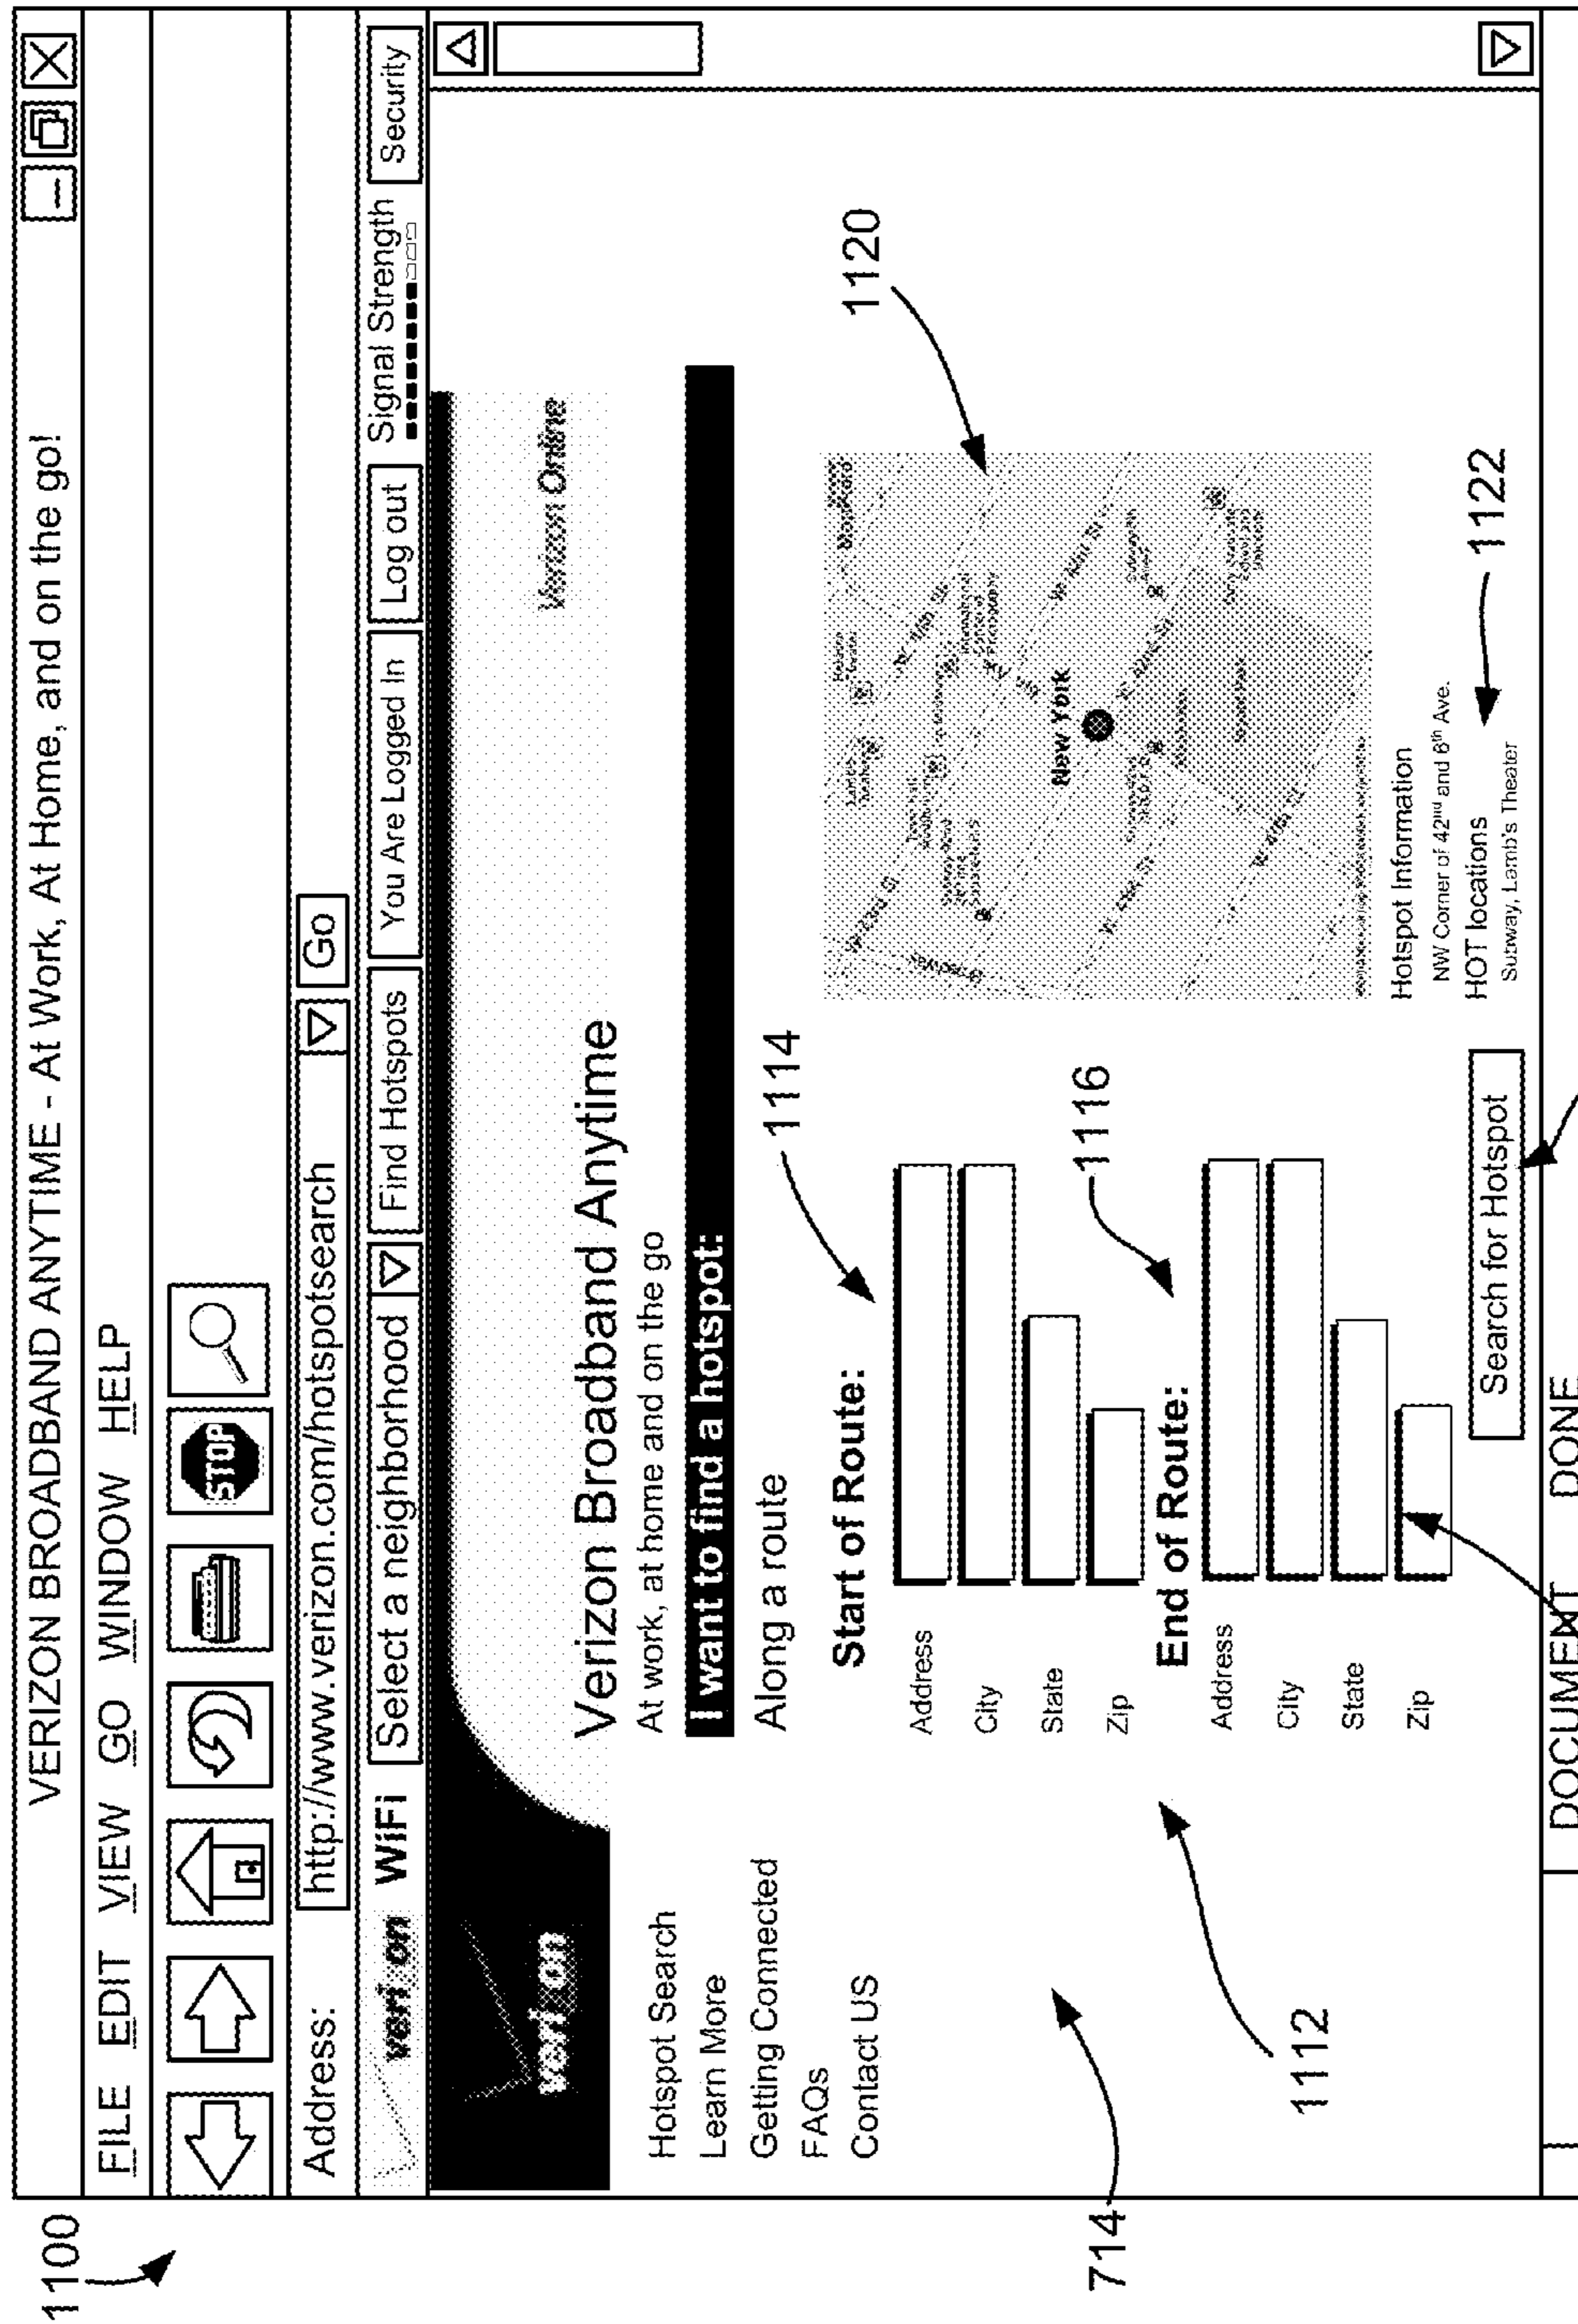 1100
VERIZON BROADBAND ANYTIME - At Work, At Home, and on the go!
FILE EDIT VIEW GO WINDOW HELP
STOP
Address: http://www.verizon.com/hotspotsearch Go
verizon WiFi Select a neighborhood Find Hotspots You Are Logged In Log out Signal Strength Security
verizon
Verizon Online
Verizon Broadband Anytime
At work, at home and on the go
I want to find a hotspot:
Hotspot Search
Learn More
Getting Connected
FAQs
Contact US
Along a route
1114
Start of Route:
Address
City
State
Zip
1116
End of Route:
Address
City
State
Zip
Search for Hotspot
1120
New York
Broadway
Hotspot Information
NW Corner of 42nd and 6th Ave.
HOT locations
Subway, Lamb's Theater
1122
714
1112
DOCUMENT DONE